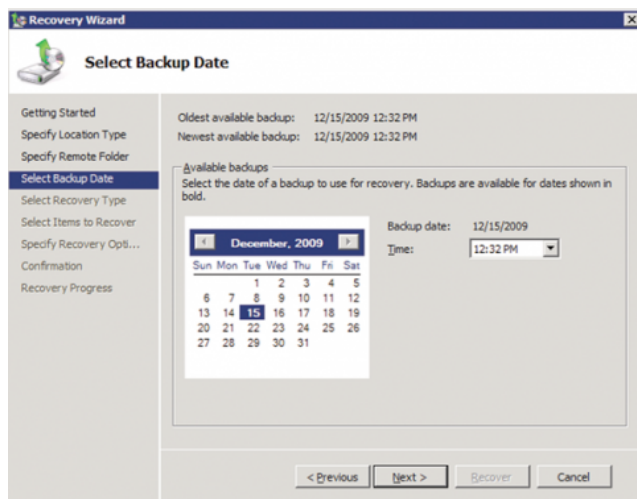 Recovery Wizard
Select Backup Date
Getting Started
Specify Location Type
Specify Remote Folder
Select Backup Date
Select Recovery Type
Select Items to Recover
Specify Recovery Opti...
Confirmation
Recovery Progress
Oldest available backup: 12/15/2009 12:32 PM
Newest available backup: 12/15/2009 12:32 PM
Available backups
Select the date of a backup to use for recovery. Backups are available for dates shown in
bold.
December, 2009
Sun Mon Tue Wed Thu Fri Sat
1 2 3 4 5
6 7 8 9 10 11 12
13 14 15 16 17 18 19
20 21 22 23 24 25 26
27 28 29 30 31
Backup date: 12/15/2009
Time: 12:32 PM
< Previous Next > Recover Cancel